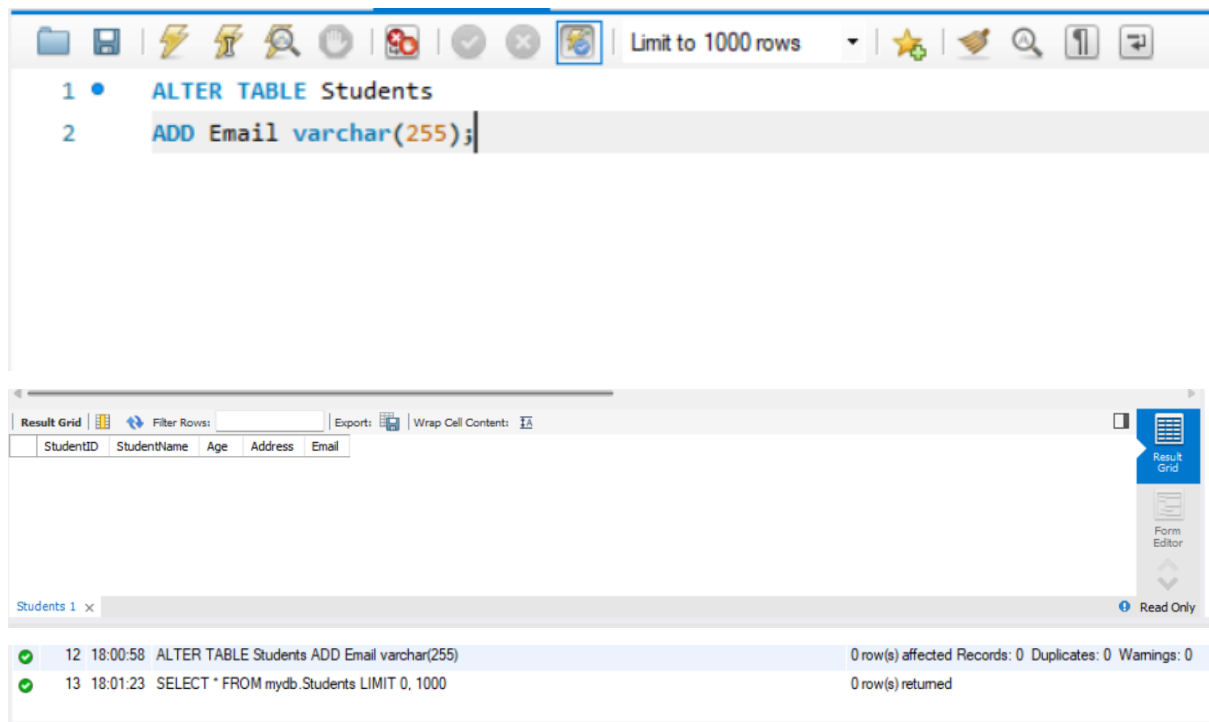 Limit to 1000 rows
1 ALTER TABLE Students
2 ADD Email varchar(255);
Result Grid Filter Rows: Export: Wrap Cell Content:
StudentID StudentName Age Address Email
Result Grid
Form Editor
Students 1 Read Only
12 18:00:58 ALTER TABLE Students ADD Email varchar(255) 0 row(s) affected Records: 0 Duplicates: 0 Warnings: 0
13 18:01:23 SELECT * FROM mydb.Students LIMIT 0, 1000 0 row(s) returned